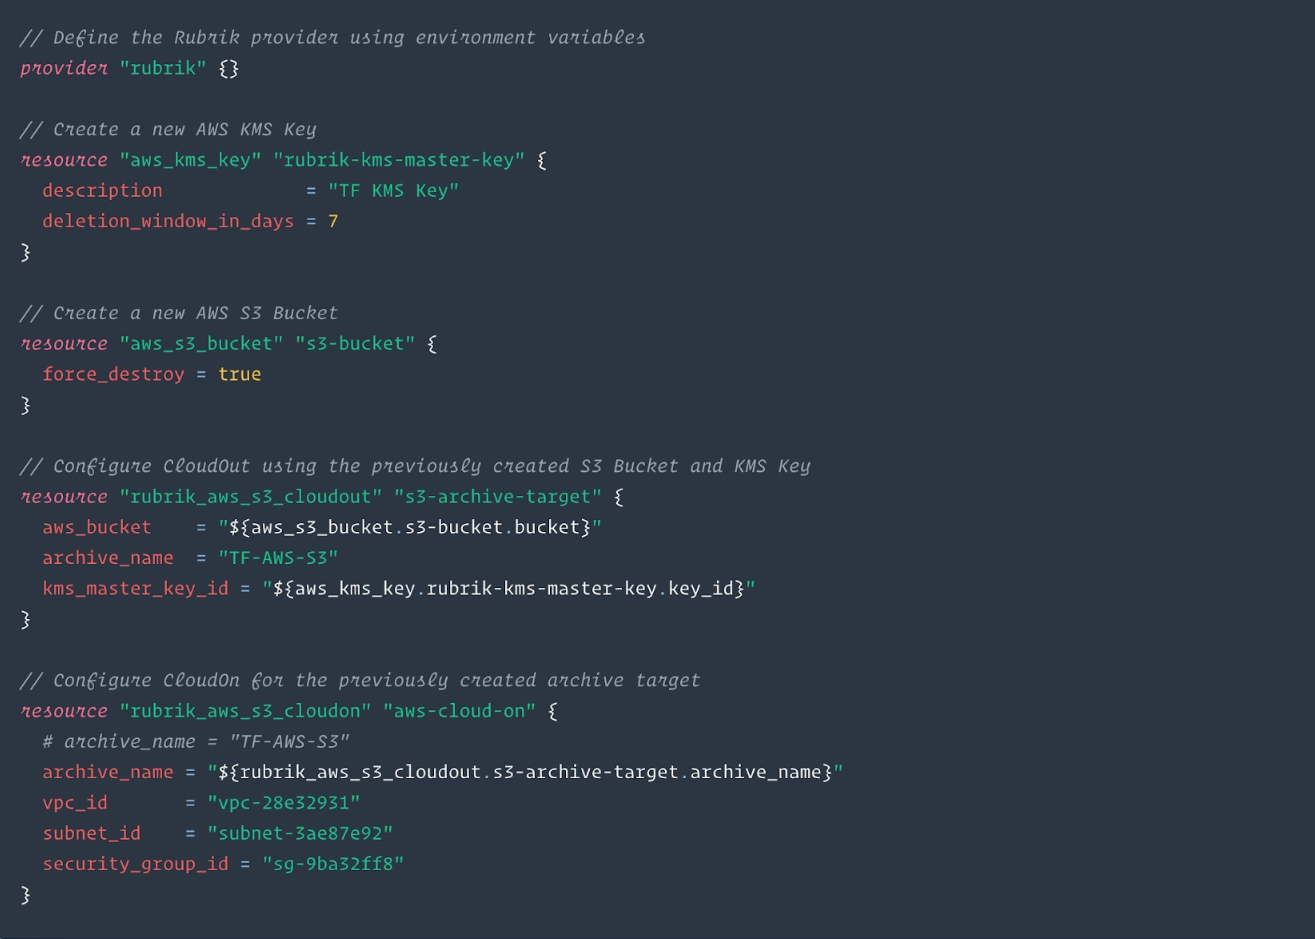 // Define the Rubrik provider using environment variables
provider "rubrik" {}

// Create a new AWS KMS Key
resource "aws_kms_key" "rubrik-kms-master-key" {
  description             = "TF KMS Key"
  deletion_window_in_days = 7
}

// Create a new AWS S3 Bucket
resource "aws_s3_bucket" "s3-bucket" {
  force_destroy = true
}

// Configure CloudOut using the previously created S3 Bucket and KMS Key
resource "rubrik_aws_s3_cloudout" "s3-archive-target" {
  aws_bucket    = "${aws_s3_bucket.s3-bucket.bucket}"
  archive_name  = "TF-AWS-S3"
  kms_master_key_id = "${aws_kms_key.rubrik-kms-master-key.key_id}"
}

// Configure CloudOn for the previously created archive target
resource "rubrik_aws_s3_cloudon" "aws-cloud-on" {
  # archive_name = "TF-AWS-S3"
  archive_name = "${rubrik_aws_s3_cloudout.s3-archive-target.archive_name}"
  vpc_id       = "vpc-28e32931"
  subnet_id    = "subnet-3ae87e92"
  security_group_id = "sg-9ba32ff8"
}